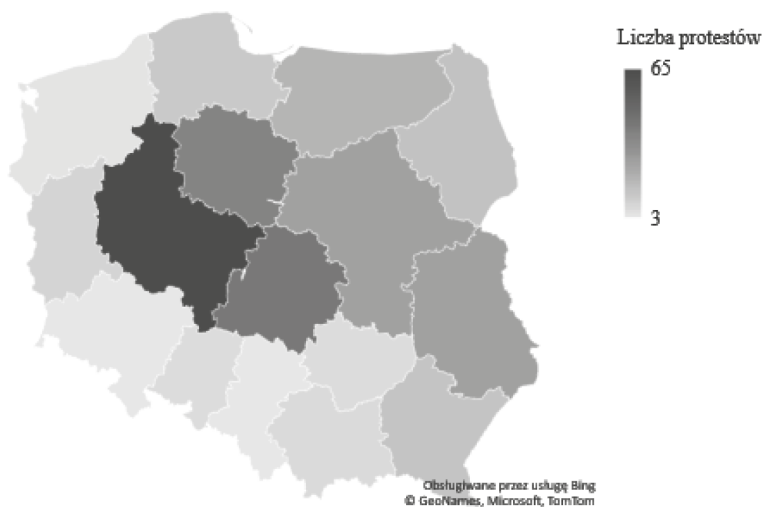 Liczba protestów
65
3
Obsługiwane przez usługę Bing
© GeoNames, Microsoft, TomTom